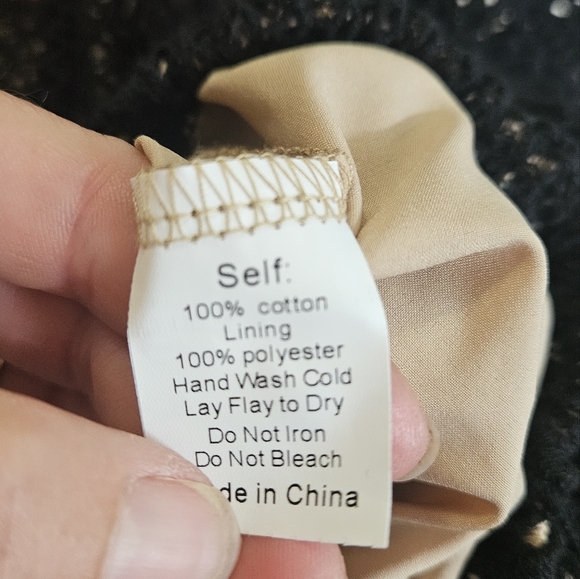 Self:
100% cotton
Lining
100% polyester
Hand Wash Cold
Lay Flay to Dry
Do Not Iron
Do Not Bleach
de in China